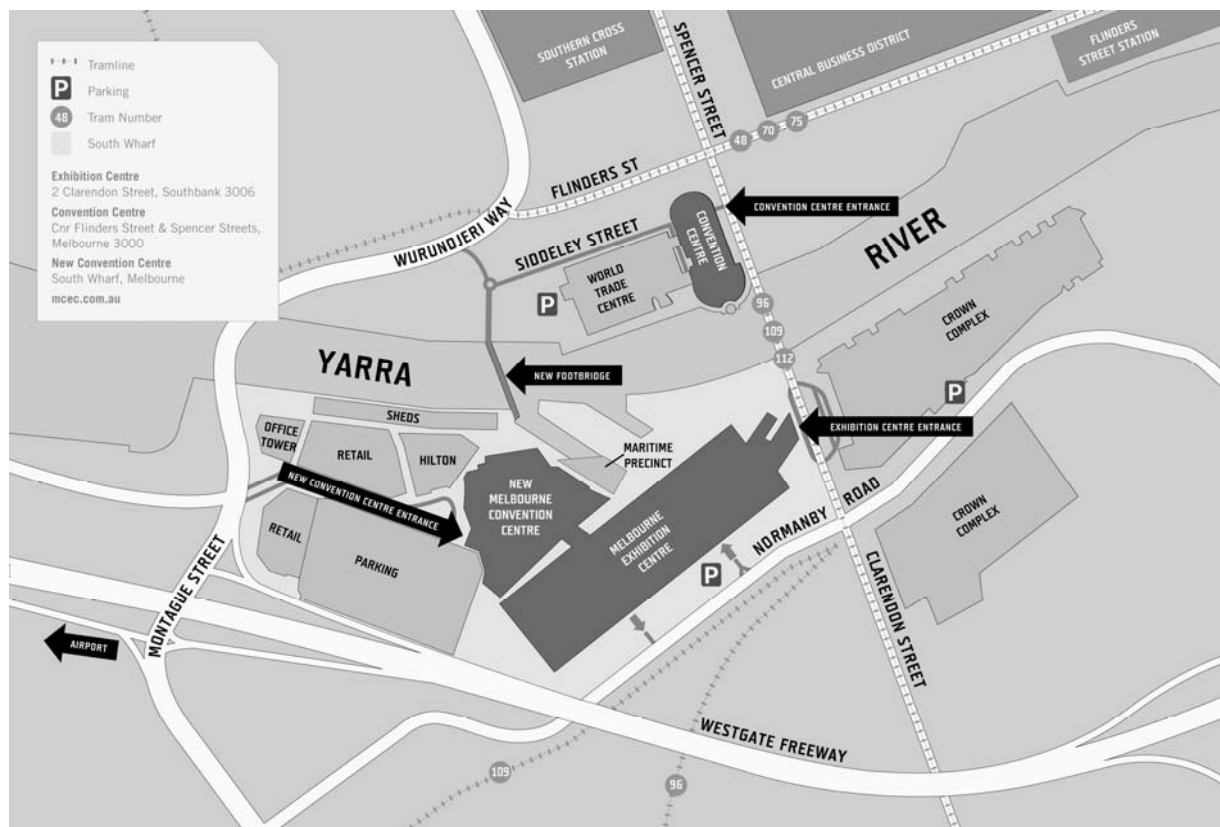 Tramline
P
Parking
48
Tram Number
South Wharf
Exhibition Centre
2 Clarendon Street, Southbank 3006
Convention Centre
Cnr Flinders Street & Spencer Streets,
Melbourne 3000
New Convention Centre
South Wharf, Melbourne
mcec.com.au
SOUTHERN CROSS
STATION
SPENCER STREET
CENTRAL BUSINESS DISTRICT
FLINDERS
STREET STATION
48
70
75
FLINDERS ST
WURUNDJERI WAY
SIDDELEY STREET
CONVENTION
CENTRE
CONVENTION CENTRE ENTRANCE
RIVER
WORLD
TRADE
CENTRE
P
96
109
112
CROWN
COMPLEX
P
YARRA
NEW FOOTBRIDGE
SHEDS
OFFICE
TOWER
RETAIL
HILTON
MARITIME
PRECINCT
EXHIBITION CENTRE ENTRANCE
NEW CONVENTION CENTRE ENTRANCE
NEW
MELBOURNE
CONVENTION
CENTRE
MELBOURNE
EXHIBITION
CENTRE
NORMANBY ROAD
CROWN
COMPLEX
RETAIL
PARKING
P
MONTAGUE STREET
CLARENDON STREET
AIRPORT
WESTGATE FREEWAY
109
96